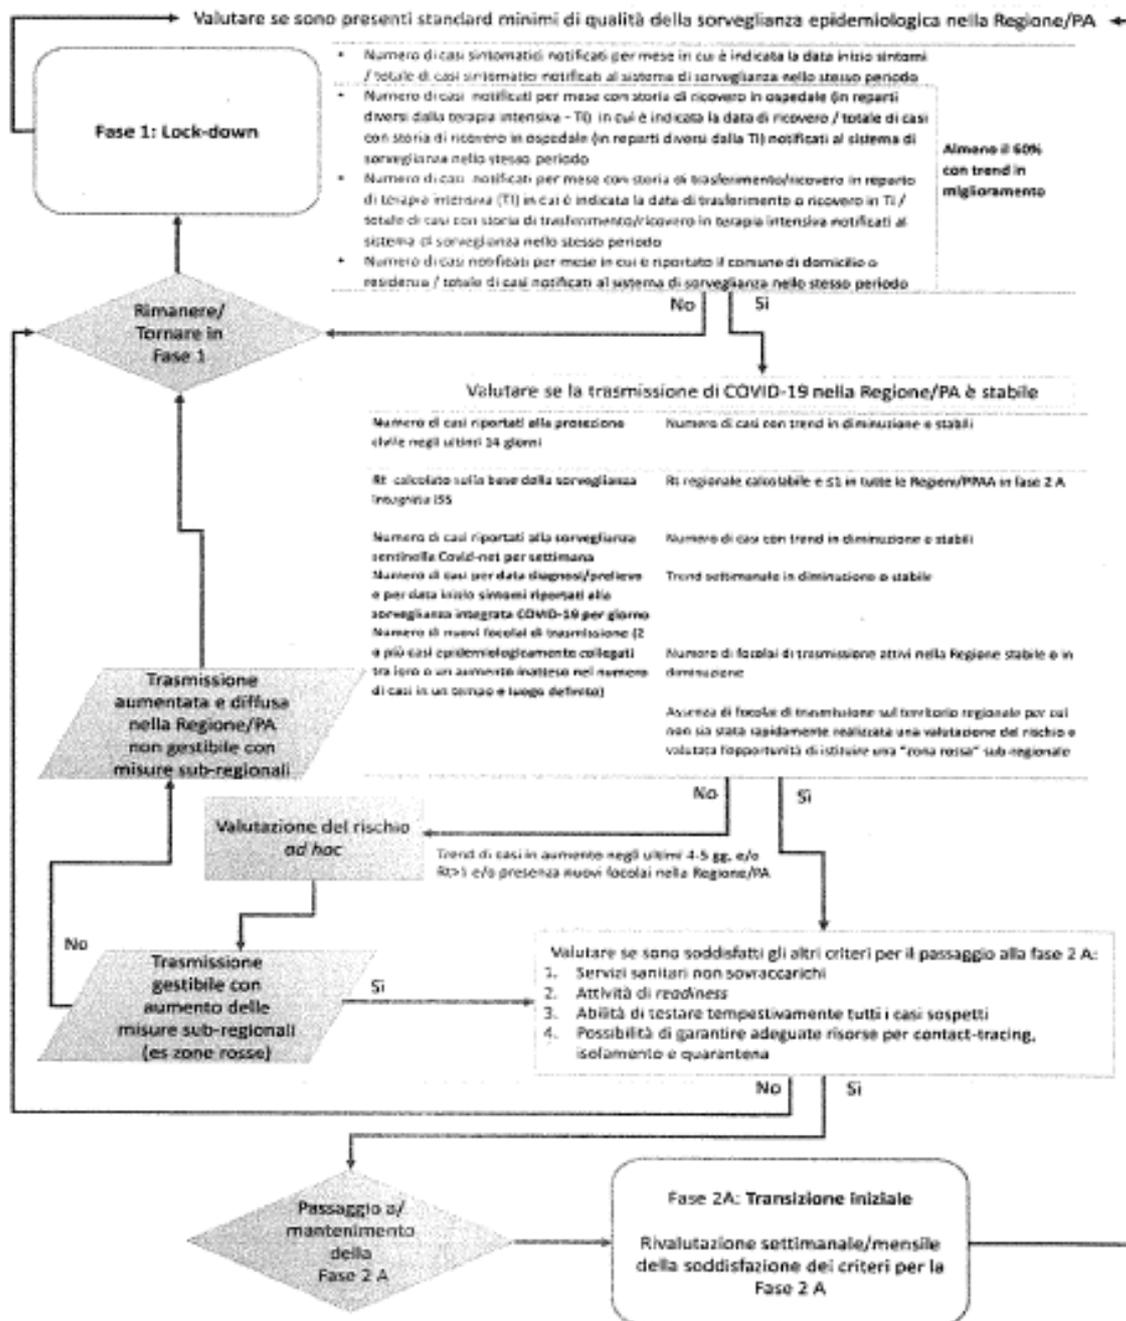 Valutare se sono presenti standard minimi di qualità della sorveglianza epidemiologica nella Regione/PA
Fase 1: Lock-down
• Numero di casi sintomatici notificati per mese in cui è indicata la data inizio sintomi
/ totale di casi sintomatici notificati al sistema di sorveglianza nello stesso periodo
• Numero di casi notificati per mese con storia di ricovero in ospedale (in reparti
diversi dalla terapia intensiva - TI) in cui è indicata la data di ricovero / totale di casi
con storia di ricovero in ospedale (in reparti diversi dalla TI) notificati al sistema di
sorveglianza nello stesso periodo
• Numero di casi notificati per mese con storia di trasferimento/ricovero in reparto
di terapia intensiva (TI) in cui è indicata la data di trasferimento o ricovero in TI /
totale di casi con storia di trasferimento/ricovero in terapia intensiva notificati al
sistema di sorveglianza nello stesso periodo
• Numero di casi notificati per mese in cui è riportato il comune di domicilio o
residenza / totale di casi notificati al sistema di sorveglianza nello stesso periodo
Almeno il 60%
con trend in
miglioramento
No
Si
Rimanere/
Tornare in
Fase 1
Valutare se la trasmissione di COVID-19 nella Regione/PA è stabile
Numero di casi riportati alla protezione
civile negli ultimi 14 giorni
Numero di casi con trend in diminuzione o stabili
Rt calcolato sulla base della sorveglianza
integrata ISS
Rt regionale calcolabile e ≤1 in tutte le Regioni/PPAA in fase 2 A
Numero di casi riportati alla sorveglianza
sentinella Covid-net per settimana
Numero di casi con trend in diminuzione o stabili
Numero di casi per data diagnosi/prelievo
e per data inizio sintomi riportati alla
sorveglianza integrata COVID-19 per giorno
Trend settimanale in diminuzione o stabile
Numero di nuovi focolai di trasmissione (2
o più casi epidemiologicamente collegati
tra loro o un aumento inatteso nel numero
di casi in un tempo e luogo definito)
Numero di focolai di trasmissione attivi nella Regione stabile o in
diminuzione
Assenza di focolai di trasmissione sul territorio regionale per cui
non sia stata rapidamente realizzata una valutazione del rischio e
valutata l'opportunità di istituire una "zona rossa" sub-regionale
Trasmissione
aumentata e diffusa
nella Regione/PA
non gestibile con
misure sub-regionali
No
Si
Valutazione del rischio
ad hoc
Trend di casi in aumento negli ultimi 4-5 gg, e/o
Rt>1 e/o presenza nuovi focolai nella Regione/PA
No
Trasmissione
gestibile con
aumento delle
misure sub-regionali
(es zone rosse)
Si
Valutare se sono soddisfatti gli altri criteri per il passaggio alla fase 2 A:
1. Servizi sanitari non sovraccarichi
2. Attività di readiness
3. Abilità di testare tempestivamente tutti i casi sospetti
4. Possibilità di garantire adeguate risorse per contact-tracing,
isolamento e quarantena
No
Si
Passaggio a/
mantenimento
della
Fase 2 A
Fase 2A: Transizione iniziale
Rivalutazione settimanale/mensile
della soddisfazione dei criteri per la
Fase 2 A